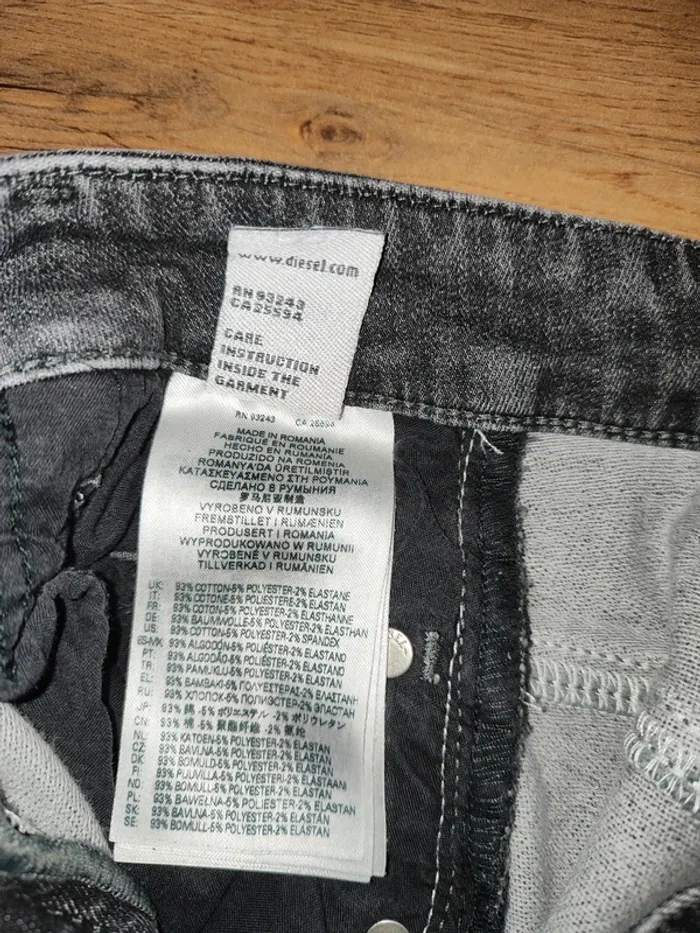 www.diesel.com
RN 93243
CA 25594
CARE
INSTRUCTION
INSIDE THE
GARMENT
RN 93243 CA 25594
MADE IN ROMANIA
FABRIQUE EN ROUMANIE
HECHO EN RUMANIA
PRODUZIDO NA ROMENIA
ROMANYA'DA ÜRETİLMİSTİR
ΚΑΤΑΣΚΕΥΑΣΜΕΝΟ ΣΤΗ ΡΟΥΜΑΝΙΑ
СДЕЛАНО В РУМЫНИЯ
罗马尼亚制造
VYROBENO V RUMUNSKU
FREMSTILLET I RUMÆNIEN
PRODUSERT I ROMANIA
WYPRODUKOWANO W RUMUNII
VYROBENÉ V RUMUNSKU
TILLVERKAD I RUMÄNIEN
UK: 93% COTTON-5% POLYESTER-2% ELASTANE
IT: 93% COTONE-5% POLIESTERE-2% ELASTAN
FR: 93% COTON-5% POLYESTER-2% ELASTHANNE
DE: 93% BAUMWOLLE-5% POLYESTER-2% ELASTHAN
US: 93% COTTON-5% POLYESTER-2% SPANDEX
ES-MX: 93% ALGODÓN-5% POLIÉSTER-2% ELASTANO
PT: 93% ALGODÃO-5% POLIÉSTER-2% ELASTANO
TR: 93% PAMUKLU-5% POLYESTER-2% ELASTAN
EL: 93% ΒΑΜΒΑΚΙ-5% ΠΟΛΥΕΣΤΕΡΑΣ-2% ΕΛΑΣΤΑΝΗ
RU: 93% ХЛОПОК-5% ПОЛИЭСТЕР-2% ЭЛАСТАН
JP: 93% 綿 -5% ポリエステル -2% ポリウレタン
CN: 93% 棉 -5% 聚酯纤维 -2% 氨纶
NL: 93% KATOEN-5% POLYESTER-2% ELASTAN
CZ: 93% BAVLNA-5% POLYESTER-2% ELASTAN
DK: 93% BOMULD-5% POLYESTER-2% ELASTAN
FI: 93% PUUVILLA-5% POLYESTERI-2% ELASTAANI
NO: 93% BOMULL-5% POLYESTER-2% ELASTAN
PL: 93% BAWEŁNA-5% POLIESTER-2% ELASTAN
SK: 93% BAVLNA-5% POLYESTER-2% ELASTAN
SE: 93% BOMULL-5% POLYESTER-2% ELASTAN